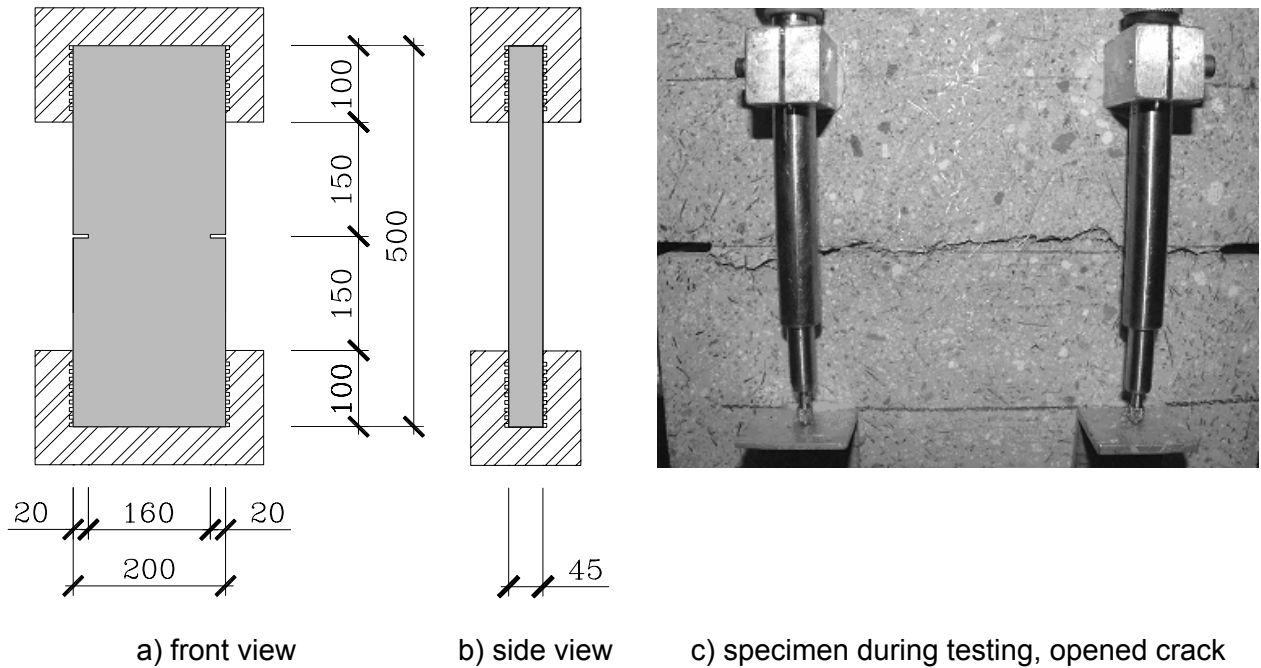 100
150
500
150
100
20 160 20
200
45
a) front view
b) side view
c) specimen during testing, opened crack